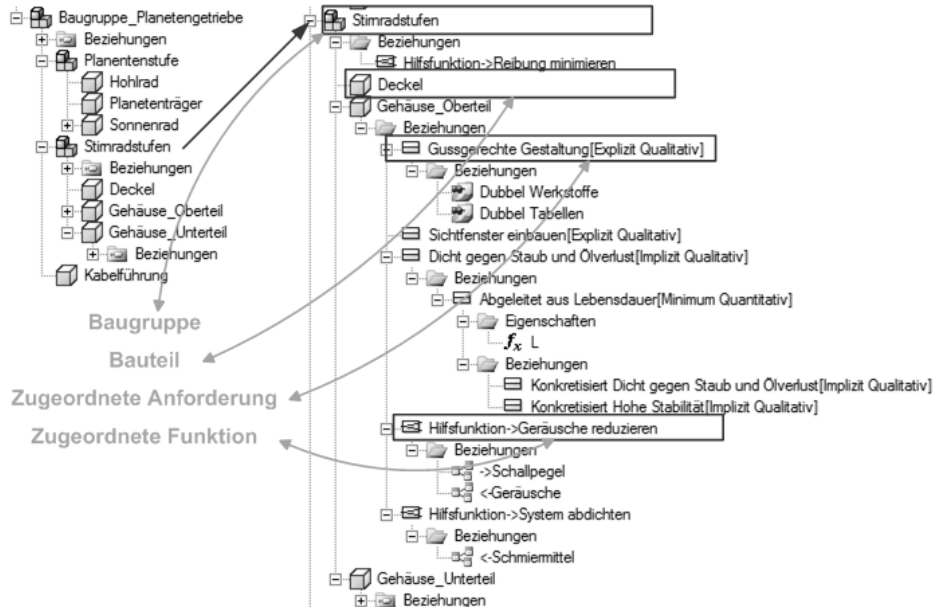 Baugruppe_Planetengetriebe
Beziehungen
Planentenstufe
Hohlrad
Planetenträger
Sonnenrad
Stirnradstufen
Beziehungen
Deckel
Gehäuse_Oberteil
Gehäuse_Unterteil
Beziehungen
Kabelführung
Baugruppe
Bauteil
Zugeordnete Anforderung
Zugeordnete Funktion
Stirnradstufen
Beziehungen
Hilfsfunktion->Reibung minimieren
Deckel
Gehäuse_Oberteil
Beziehungen
Gussgerechte Gestaltung[Explizit Qualitativ]
Beziehungen
Dubbel Werkstoffe
Dubbel Tabellen
Sichtfenster einbauen[Explizit Qualitativ]
Dicht gegen Staub und Ölverlust[Implizit Qualitativ]
Beziehungen
Abgeleitet aus Lebensdauer[Minimum Quantitativ]
Eigenschaften
fx L
Beziehungen
Konkretisiert Dicht gegen Staub und Ölverlust[Implizit Qualitativ]
Konkretisiert Hohe Stabilität[Implizit Qualitativ]
Hilfsfunktion->Geräusche reduzieren
Beziehungen
->Schallpegel
<-Geräusche
Hilfsfunktion->System abdichten
Beziehungen
<-Schmiermittel
Gehäuse_Unterteil
Beziehungen